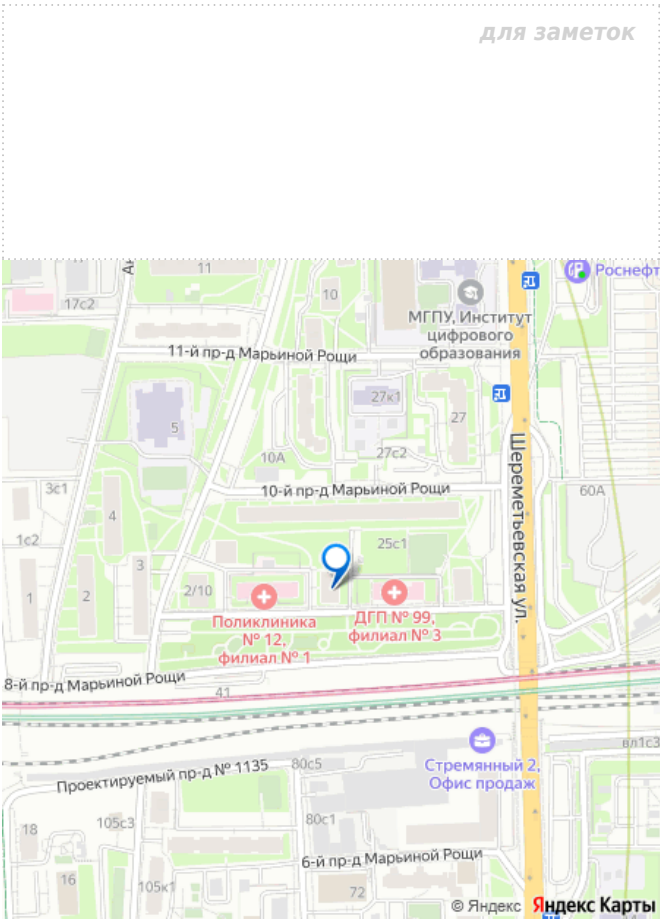 для заметок
11
Роснефт
17с2
10
МГПУ, Институт
цифрового
образования
11-й пр-д Марьиной Рощи
27к1
27
5
10А
27с2
3с1
10-й пр-д Марьиной Рощи
60А
Шереметьевская ул.
4
1с2
25с1
3
1
2
2/10
Поликлиника
№ 12,
филиал № 1
ДГП № 99,
филиал № 3
8-й пр-д Марьиной Рощи
41
Стремянный 2,
Офис продаж
вл1с3
80с5
Проектируемый пр-д № 1135
18
105с3
80с1
6-й пр-д Марьиной Рощи
16
105к1
72
© Яндекс Яндекс Карты